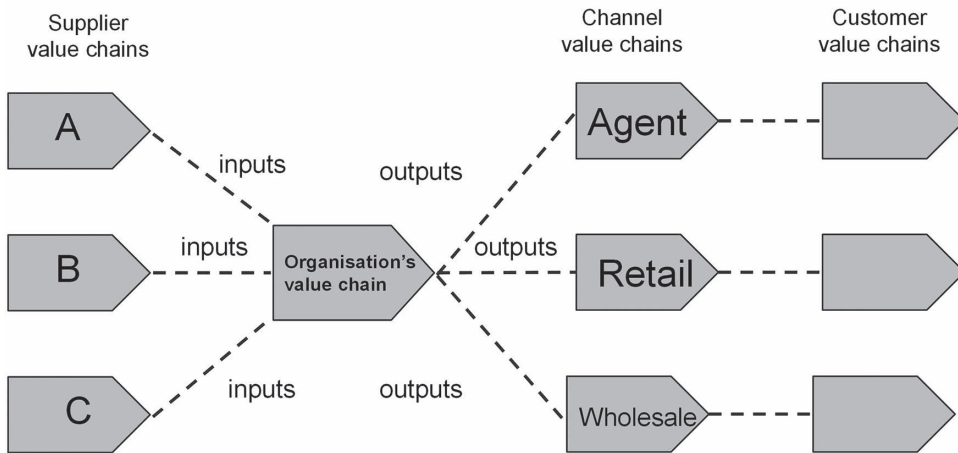 Supplier
value chains
Channel
value chains
Customer
value chains
A
inputs
outputs
Agent
B
inputs
Organisation's
value chain
outputs
Retail
C
inputs
outputs
Wholesale